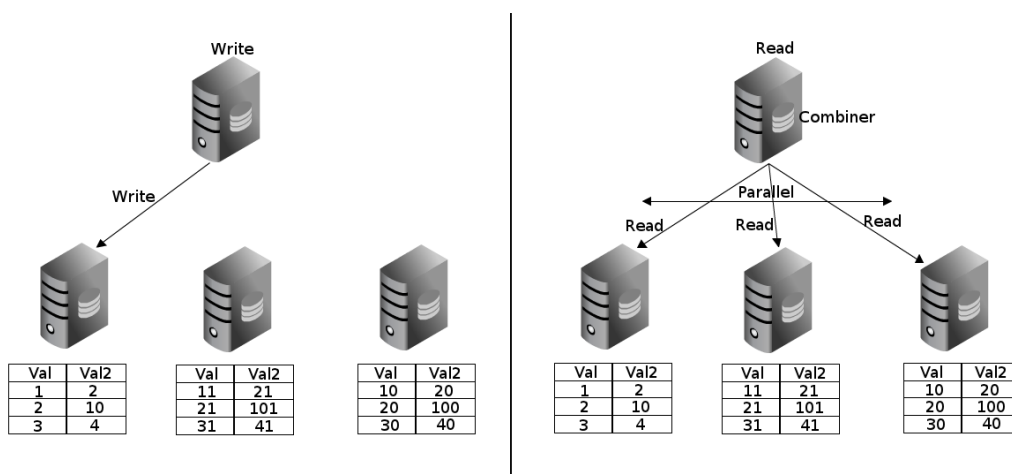 Write
Write
Val Val2
1 2
2 10
3 4
Val Val2
11 21
21 101
31 41
Val Val2
10 20
20 100
30 40
Read
Combiner
Parallel
Read
Read
Read
Val Val2
1 2
2 10
3 4
Val Val2
11 21
21 101
31 41
Val Val2
10 20
20 100
30 40